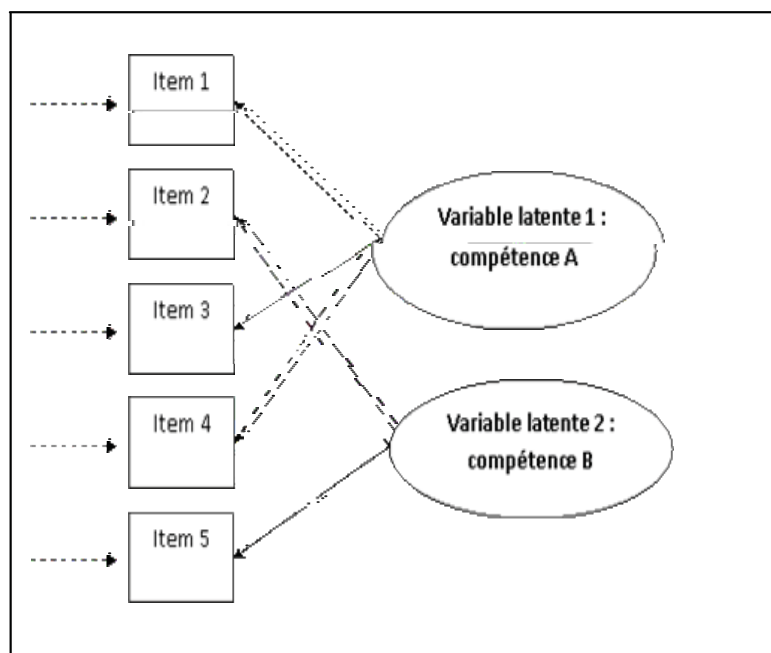 Item 1
Item 2
Item 3
Item 4
Item 5
Variable latente 1 :
compétence A
Variable latente 2 :
compétence B